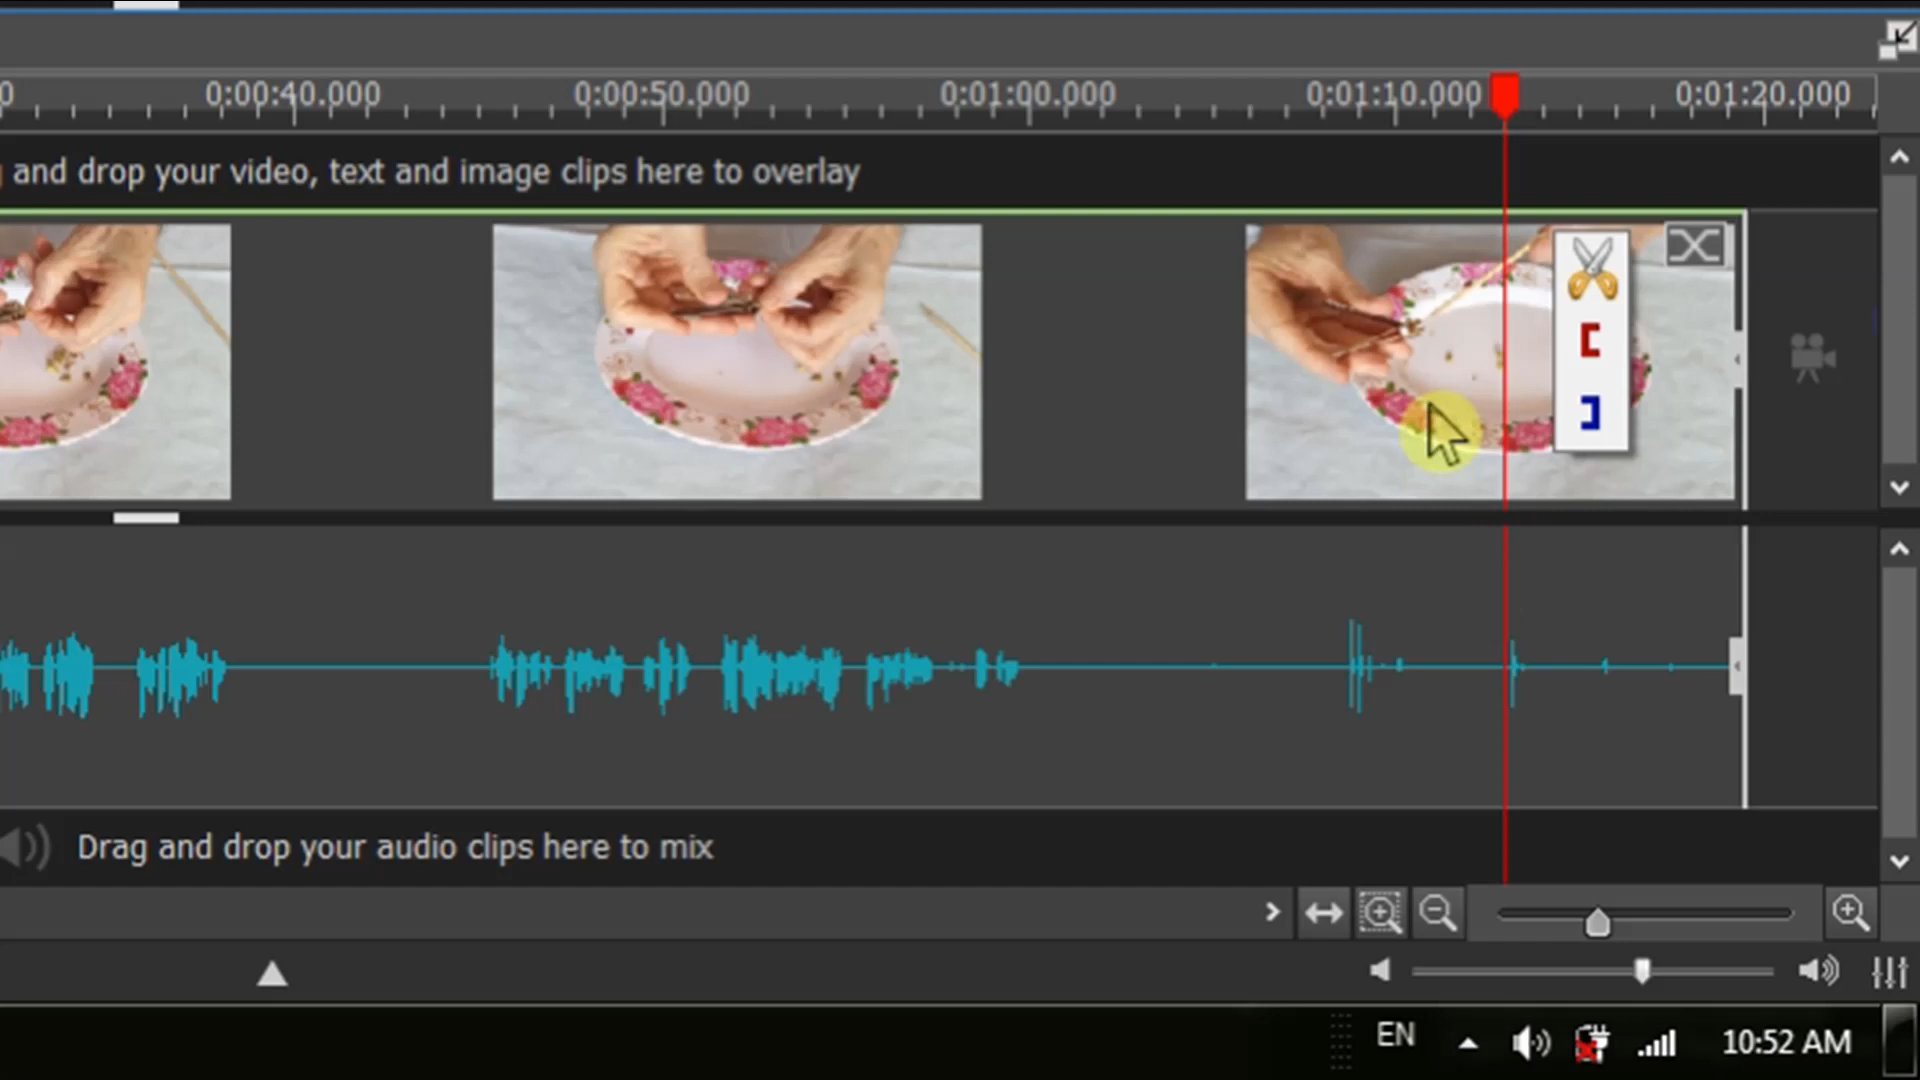 0 0:00:40.000 0:00:50.000 0:01:00.000 0:01:10.000 0:01:20.000
and drop your video, text and image clips here to overlay
Drag and drop your audio clips here to mix
EN 10:52 AM